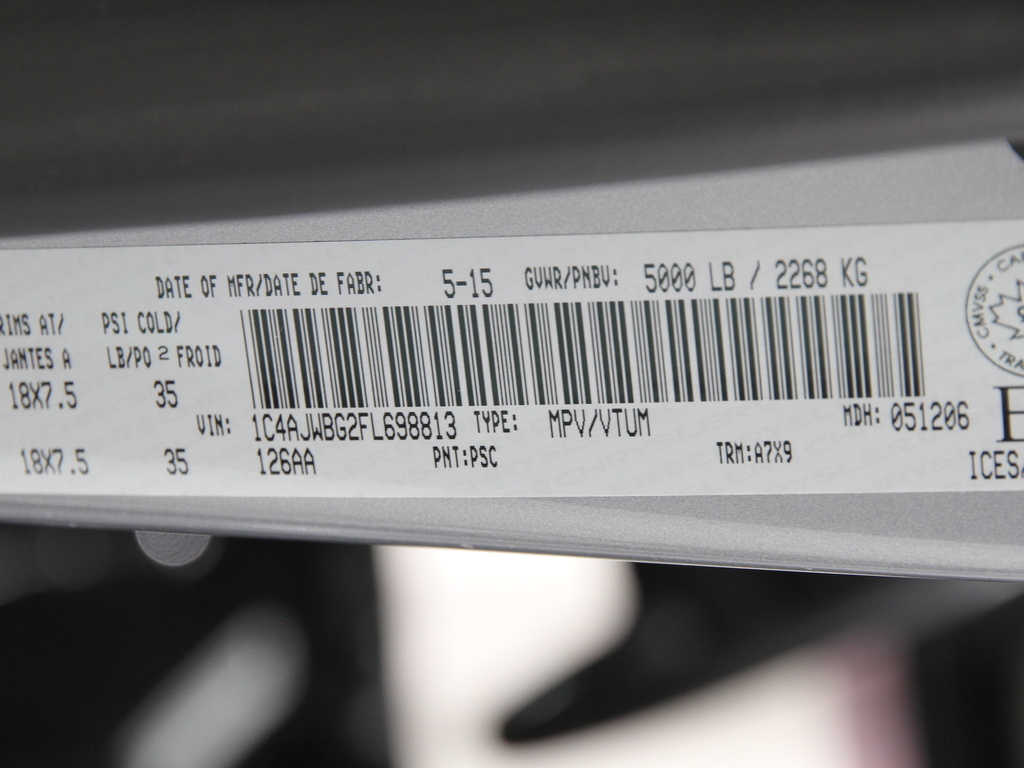 DATE OF MFR/DATE DE FABR: 5-15 GVWR/PNBV: 5000 LB / 2268 KG
RIMS AT/ PSI COLD/
JANTES A LB/PO 2 FROID
18X7.5 35
VIN: 1C4AJWBG2FL698813 TYPE: MPV/VTUM MDH: 051206
18X7.5 35 126AA PNT:PSC TRM:A7X9 ICES
CMVSS